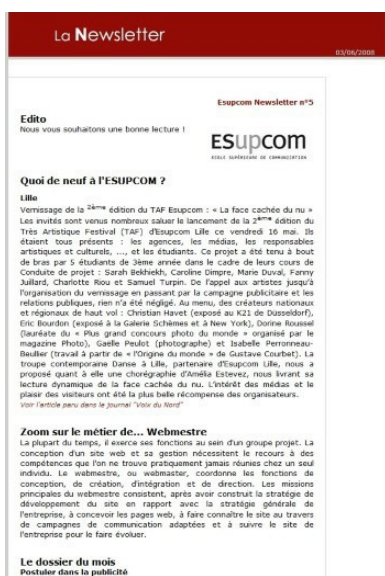 La Newsletter
03/06/2008
Esupcom Newsletter n°5
Edito
Nous vous souhaitons une bonne lecture !
ESupcom
ECOLE SUPÉRIEURE DE COMMUNICATION
Quoi de neuf à l'ESUPCOM ?
Lille
Vernissage de la 2ème édition du TAF Esupcom : « La face cachée du nu »
Les invités sont venus nombreux saluer le lancement de la 2ème édition du
Très Artistique Festival (TAF) d'Esupcom Lille ce vendredi 16 mai. Ils
étaient tous présents : les agences, les médias, les responsables
artistiques et culturels, ..., et les étudiants. Ce projet a été tenu à bout
de bras par 5 étudiants de 3ème année dans le cadre de leurs cours de
Conduite de projet : Sarah Bekhiekh, Caroline Dimpre, Marie Duval, Fanny
Juillard, Charlotte Riou et Samuel Turpin. De l'appel aux artistes jusqu'à
l'organisation du vernissage en passant par la campagne publicitaire et les
relations publiques, rien n'a été négligé. Au menu, des créateurs nationaux
et régionaux de haut vol : Christian Havet (exposé au K21 de Düsseldorf),
Eric Bourdon (exposé à la Galerie Schèmes et à New York), Dorine Roussel
(lauréate du « Plus grand concours photo du monde » organisé par le
magazine Photo), Gaëlle Peulot (photographe) et Isabelle Perronneau-
Beullier (travail à partir de « l'Origine du monde » de Gustave Courbet). La
troupe contemporaine Danse à Lille, partenaire d'Esupcom Lille, nous a
proposé quant à elle une chorégraphie d'Amélia Estevez, nous livrant sa
lecture dynamique de la face cachée du nu. L'intérêt des médias et le
plaisir des visiteurs ont été la plus belle récompense des organisateurs.
Voir l'article paru dans le journal "Voix du Nord"
Zoom sur le métier de... Webmestre
La plupart du temps, il exerce ses fonctions au sein d'un groupe projet. La
conception d'un site web et sa gestion nécessitent le recours à des
compétences que l'on ne trouve pratiquement jamais réunies chez un seul
individu. Le webmestre, ou webmaster, coordonne les fonctions de
conception, de création, d'intégration et de direction. Les missions
principales du webmestre consistent, après avoir construit la stratégie de
développement du site en rapport avec la stratégie générale de
l'entreprise, à concevoir les pages web, à faire connaître le site au travers
de campagnes de communication adaptées et à suivre le site de
l'entreprise pour le faire évoluer.
Le dossier du mois
Postuler dans la publicité